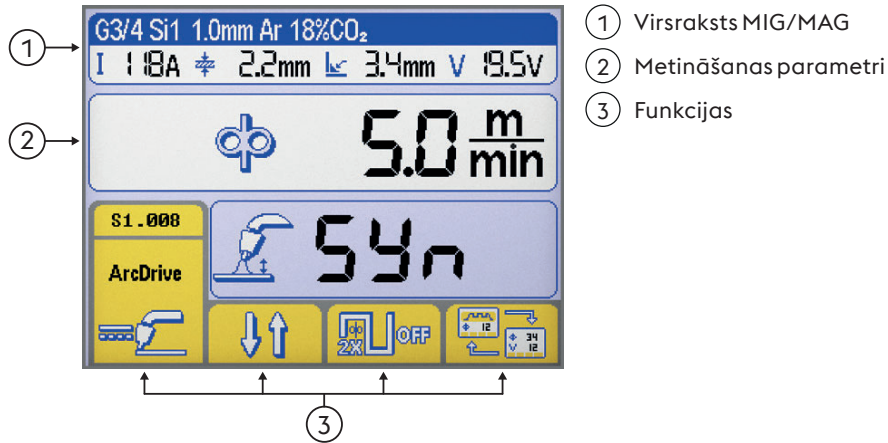 G3/4 Si1 1.0mm Ar 18%CO₂
I 118A 2.2mm 3.4mm V 19.5V
5.0 m/min
S1.008
ArcDrive
Syn
2X OFF
12
34
V 12
1 Virsraksts MIG/MAG
2 Metināšanas parametri
3 Funkcijas
1
2
3